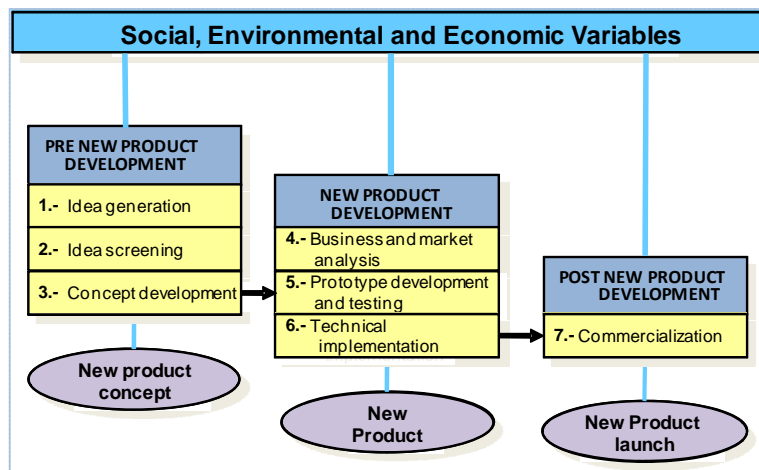 Social, Environmental and Economic Variables
PRE NEW PRODUCT
DEVELOPMENT
1.- Idea generation
2.- Idea screening
3.- Concept development
New product
concept
NEW PRODUCT
DEVELOPMENT
4.- Business and market
analysis
5.- Prototype development
and testing
6.- Technical
implementation
New
Product
POST NEW PRODUCT
DEVELOPMENT
7.- Commercialization
New Product
launch